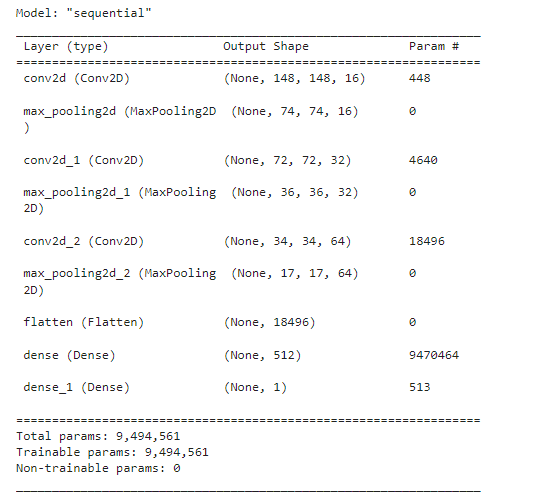 Model: "sequential"
_________________________________________________________________
Layer (type) Output Shape Param #
=================================================================
conv2d (Conv2D) (None, 148, 148, 16) 448
max_pooling2d (MaxPooling2D (None, 74, 74, 16) 0
)
conv2d_1 (Conv2D) (None, 72, 72, 32) 4640
max_pooling2d_1 (MaxPooling (None, 36, 36, 32) 0
2D)
conv2d_2 (Conv2D) (None, 34, 34, 64) 18496
max_pooling2d_2 (MaxPooling (None, 17, 17, 64) 0
2D)
flatten (Flatten) (None, 18496) 0
dense (Dense) (None, 512) 9470464
dense_1 (Dense) (None, 1) 513
=================================================================
Total params: 9,494,561
Trainable params: 9,494,561
Non-trainable params: 0
_________________________________________________________________